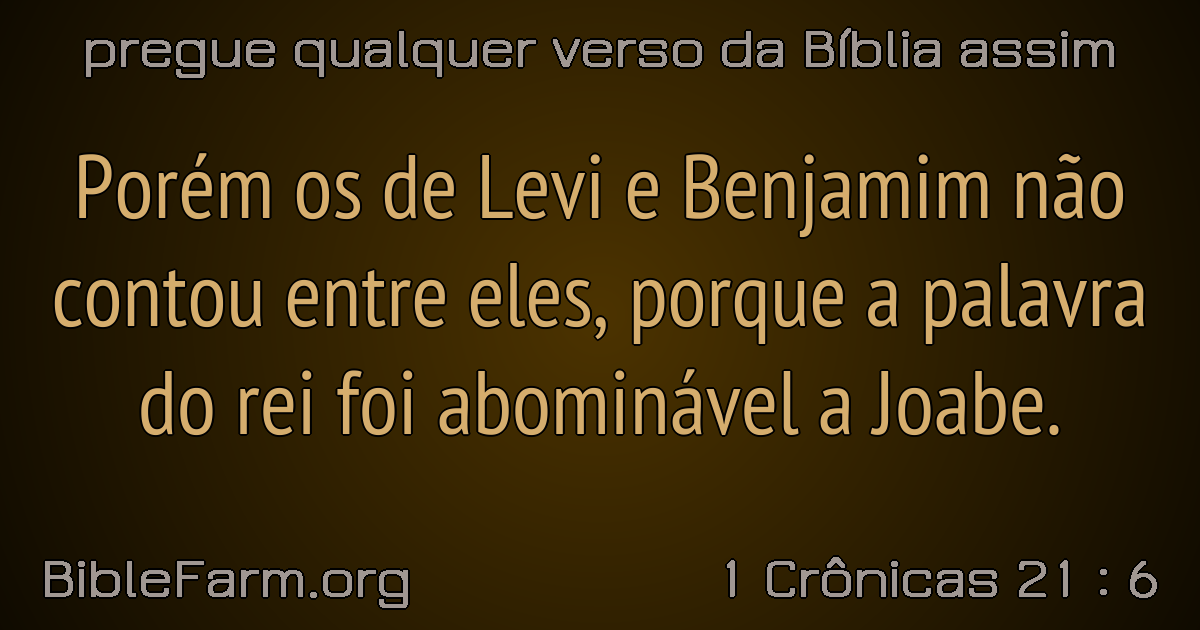 pregue qualquer verso da Bíblia assim
Porém os de Levi e Benjamim não
contou entre eles, porque a palavra
do rei foi abominável a Joabe.
BibleFarm.org
1 Crônicas 21 : 6